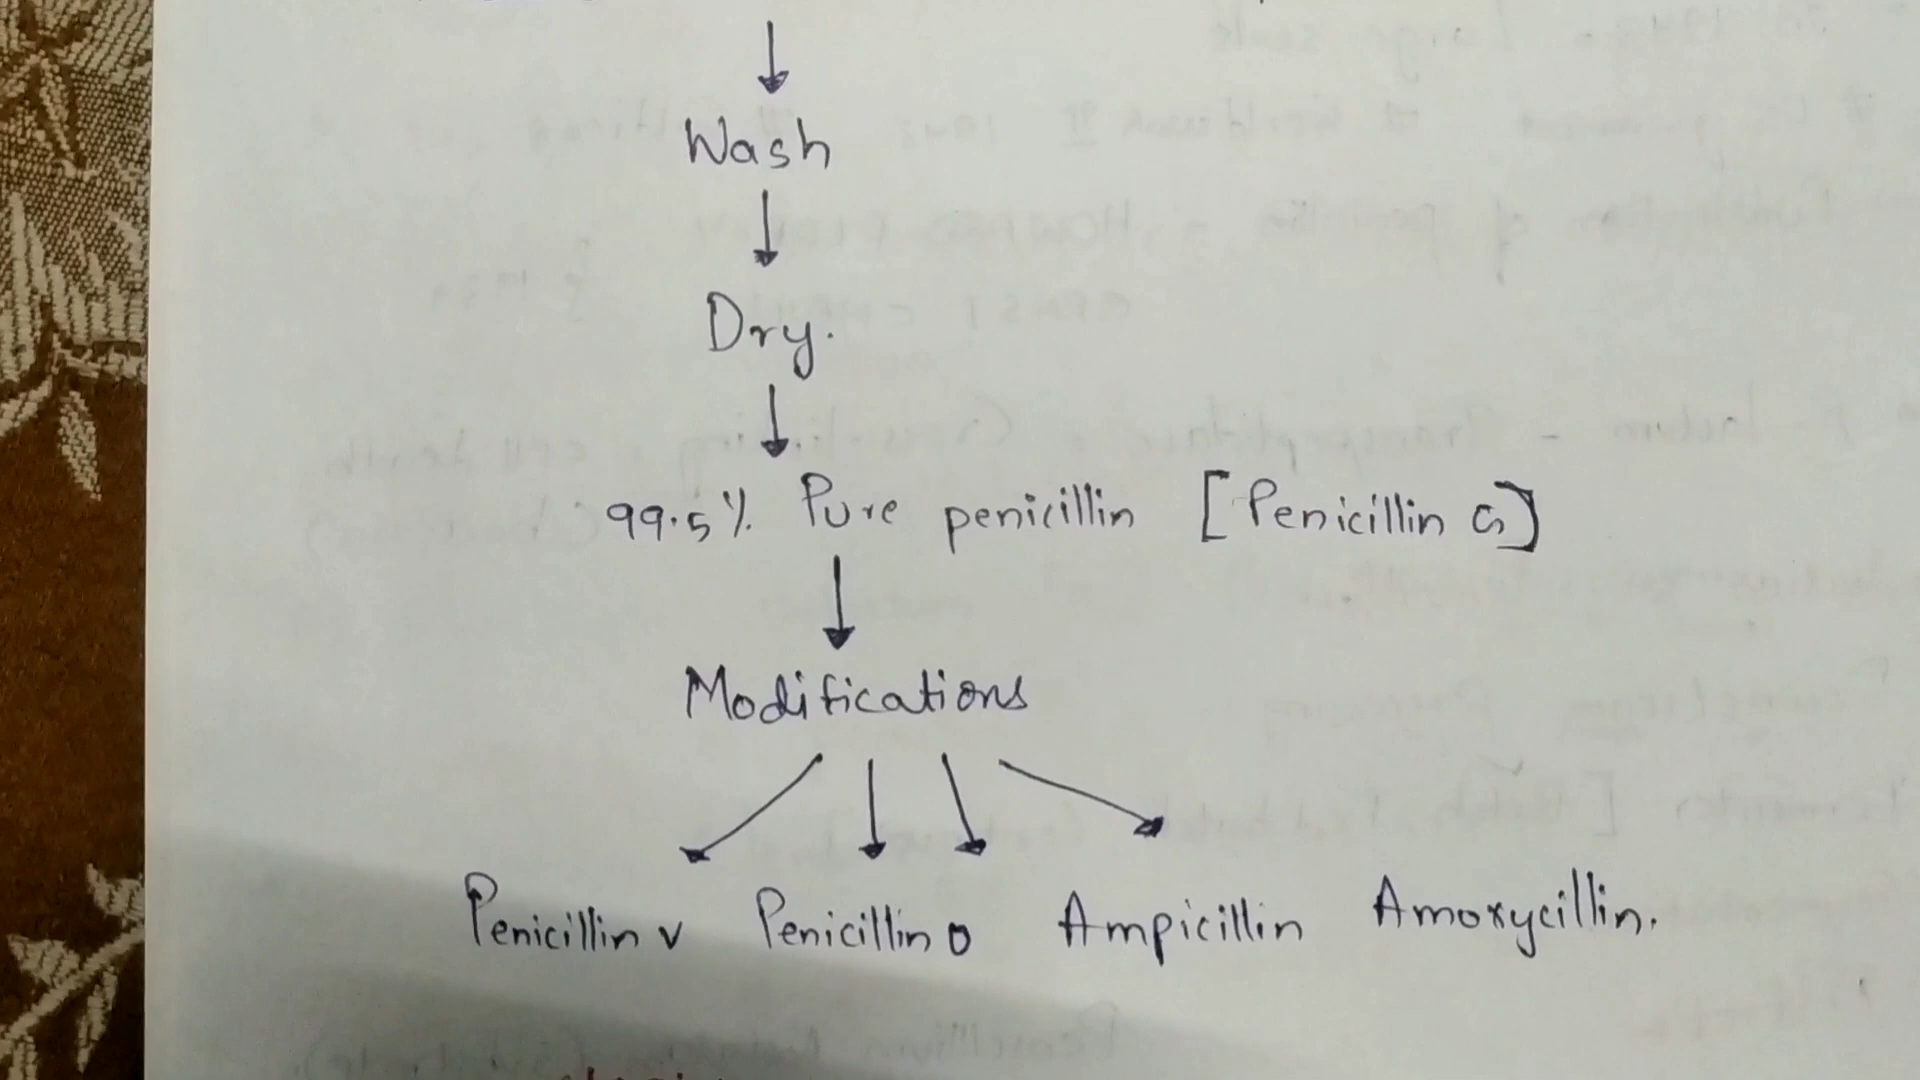 Wash
Dry.
99.5% Pure penicillin [Penicillin G]
Modifications
Penicillin V Penicillin O Ampicillin Amoxycillin.